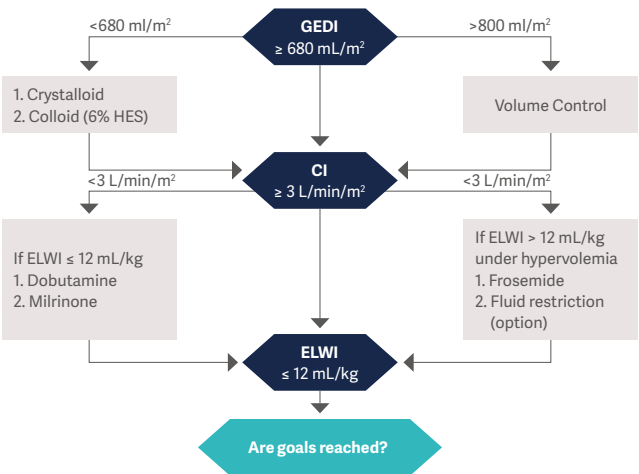 <680 ml/m²
GEDI
≥ 680 mL/m²
>800 ml/m²
1. Crystalloid
2. Colloid (6% HES)
Volume Control
CI
≥ 3 L/min/m²
<3 L/min/m²
<3 L/min/m²
If ELWI ≤ 12 mL/kg
1. Dobutamine
2. Milrinone
If ELWI > 12 mL/kg
under hypervolemia
1. Frosemide
2. Fluid restriction
(option)
ELWI
≤ 12 mL/kg
Are goals reached?